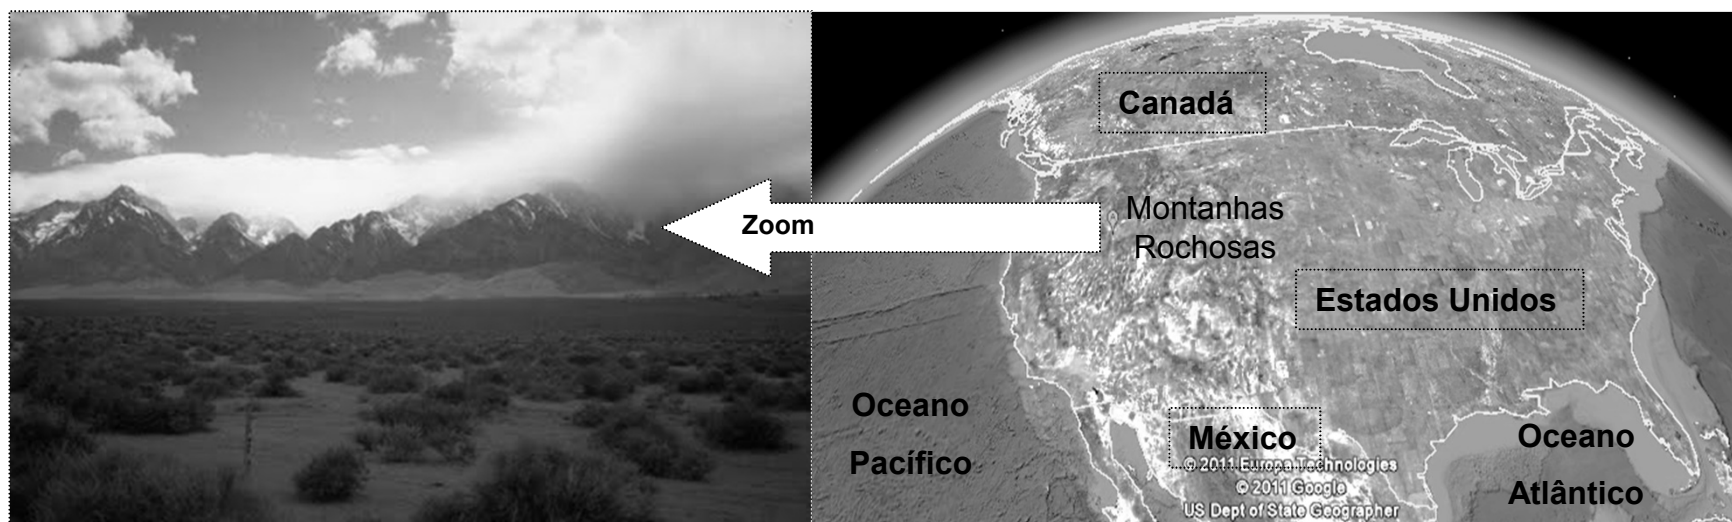 Canadá
Zoom
Montanhas
Rochosas
Estados Unidos
Oceano
Pacífico
México
© 2011 Europa Technologies
© 2011 Google
US Dept of State Geographer
Oceano
Atlântico